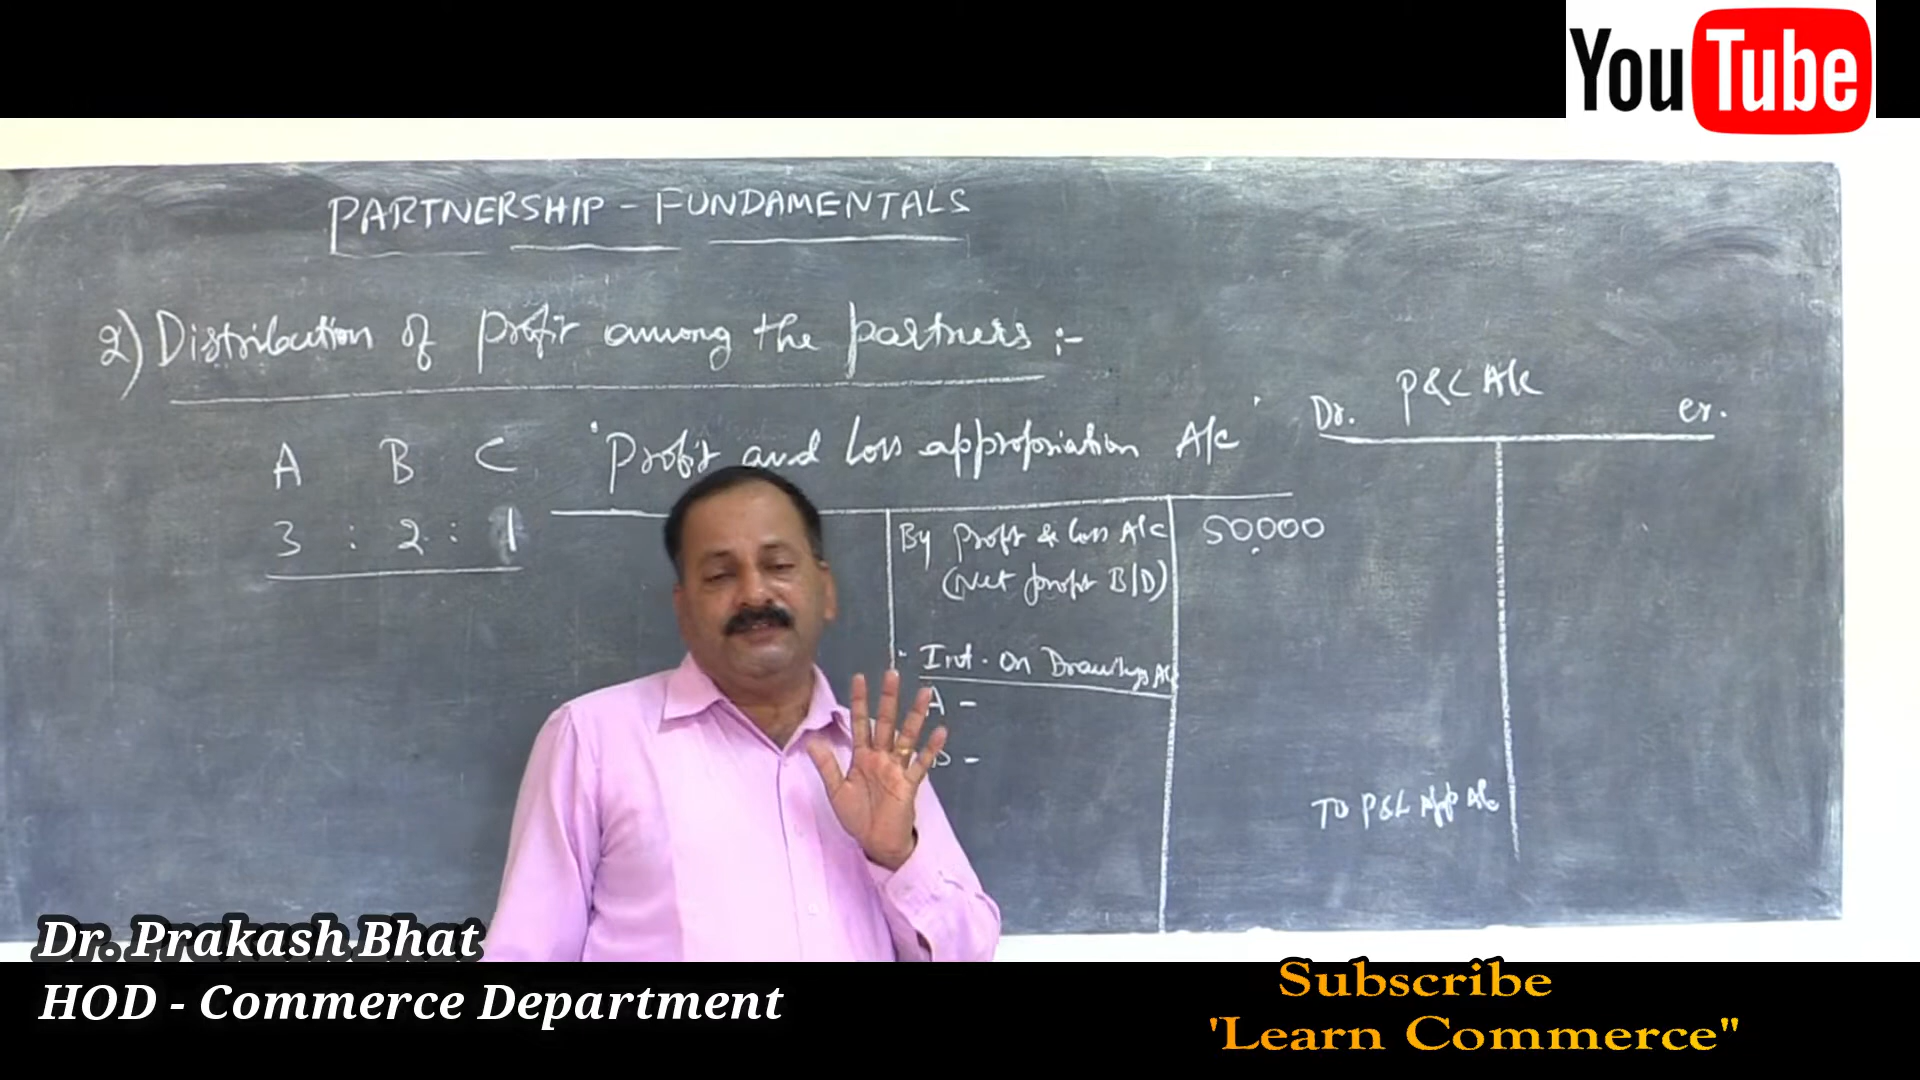 YouTube
PARTNERSHIP - FUNDAMENTALS
2) Distribution of profit among the partners :-
A B C
3 : 2 : 1
"Profit and Loss appropriation A/c"
By Profit & Loss A/c 50,000
(Net profit B/D)
" Int. on Drawings A/c
A -
B -
P&L A/c
Dr. Cr.
To P&L App A/c
Dr. Prakash Bhat
HOD - Commerce Department
Subscribe
'Learn Commerce"